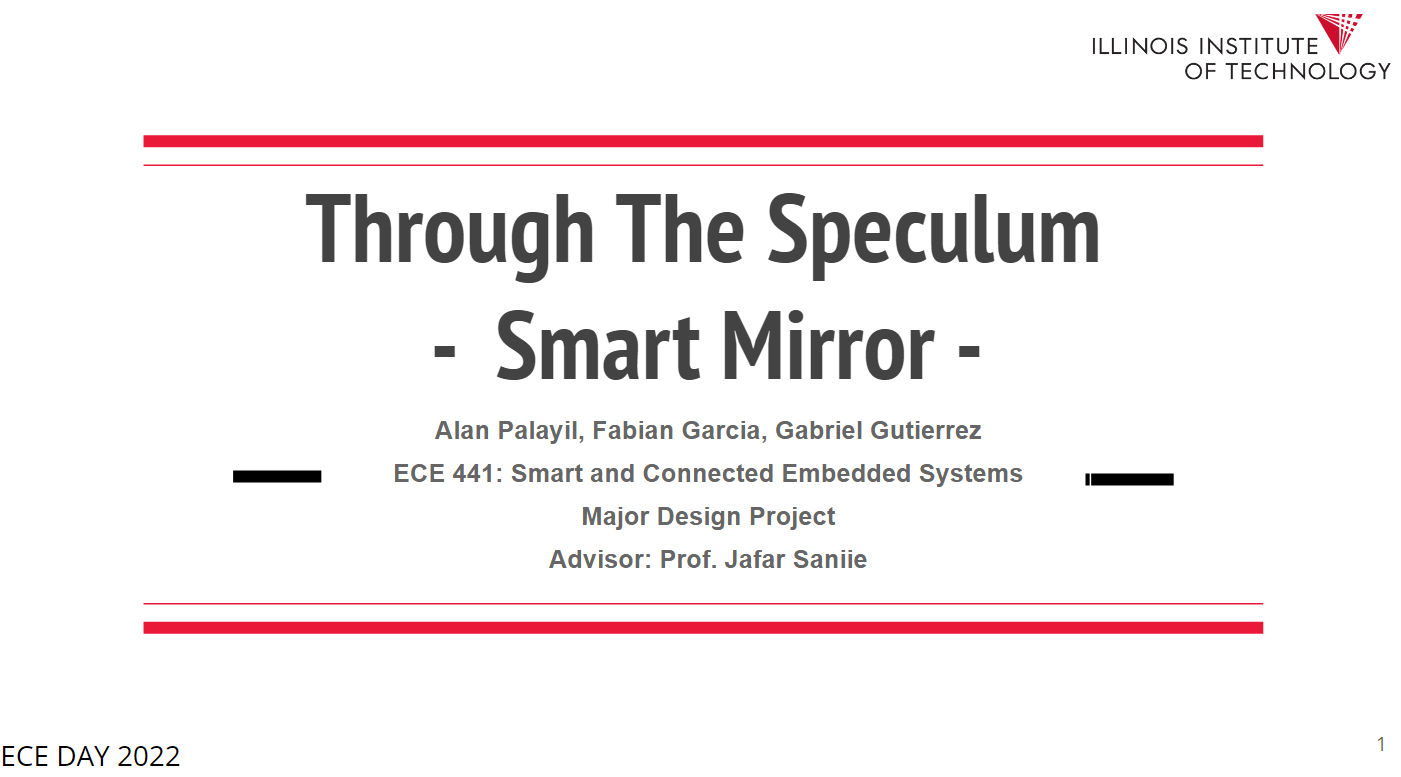 ILLINOIS INSTITUTE
OF TECHNOLOGY
Through The Speculum
- Smart Mirror -
Alan Palayil, Fabian Garcia, Gabriel Gutierrez
ECE 441: Smart and Connected Embedded Systems
Major Design Project
Advisor: Prof. Jafar Saniie
ECE DAY 2022
1